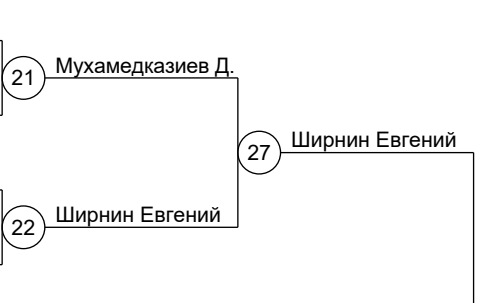 Мухамедказиев Д.
21
Ширнин Евгений
27
Ширнин Евгений
22